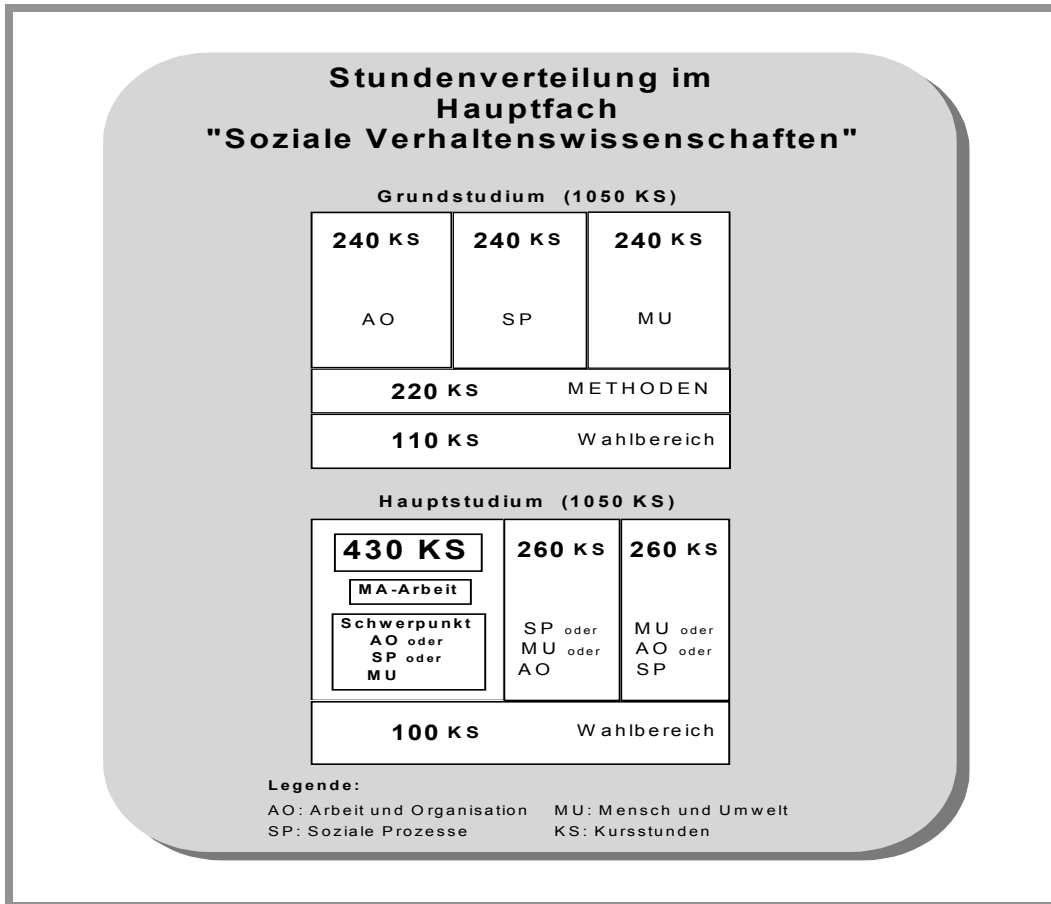 Stundenverteilung im
Hauptfach
"Soziale Verhaltenswissenschaften"
Grundstudium (1050 KS)
240 KS 240 KS 240 KS
AO SP MU
220 KS METHODEN
110 KS Wahlbereich
Hauptstudium (1050 KS)
430 KS
MA-Arbeit
Schwerpunkt
AO oder
SP oder
MU
260 KS
SP oder
MU oder
AO
260 KS
MU oder
AO oder
SP
100 KS Wahlbereich
Legende:
AO: Arbeit und Organisation MU: Mensch und Umwelt
SP: Soziale Prozesse KS: Kursstunden